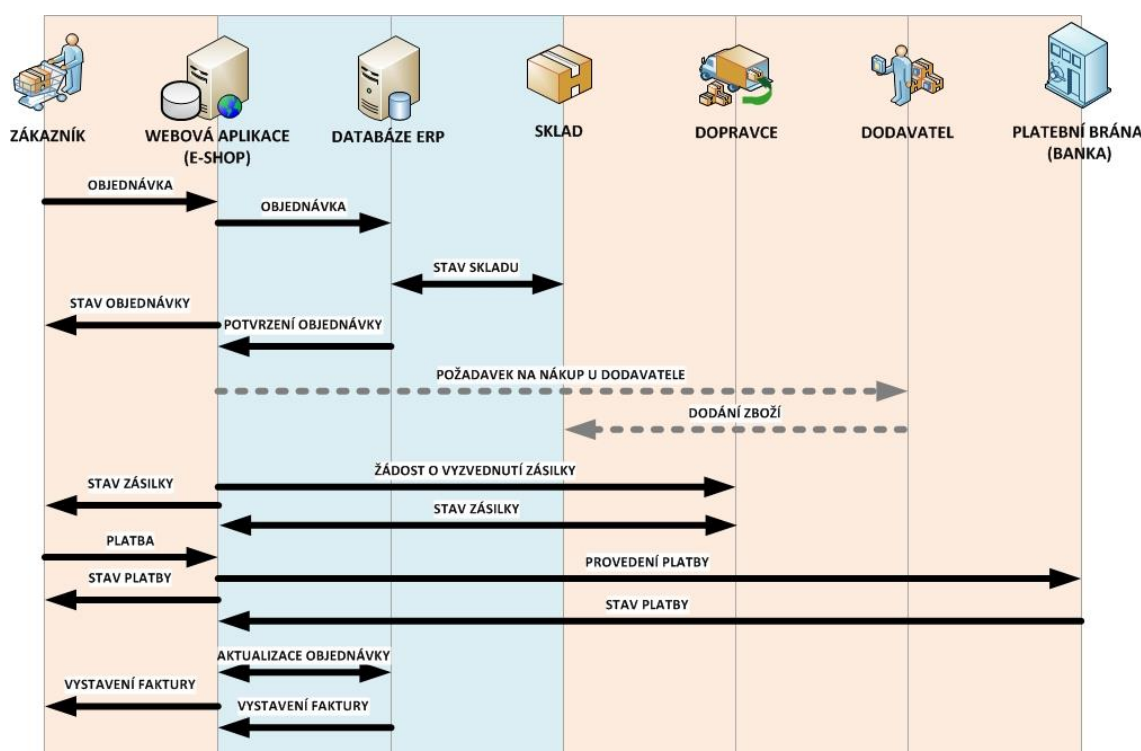 ZÁKAZNÍK
WEBOVÁ APLIKACE
(E-SHOP)
DATABÁZE ERP
SKLAD
DOPRAVCE
DODAVATEL
PLATEBNÍ BRÁNA
(BANKA)
OBJEDNÁVKA
OBJEDNÁVKA
STAV SKLADU
STAV OBJEDNÁVKY
POTVRZENÍ OBJEDNÁVKY
POŽADAVEK NA NÁKUP U DODAVATELE
DODÁNÍ ZBOŽÍ
ŽÁDOST O VYZVEDNUTÍ ZÁSILKY
STAV ZÁSILKY
STAV ZÁSILKY
PLATBA
PROVEDENÍ PLATBY
STAV PLATBY
STAV PLATBY
AKTUALIZACE OBJEDNÁVKY
VYSTAVENÍ FAKTURY
VYSTAVENÍ FAKTURY